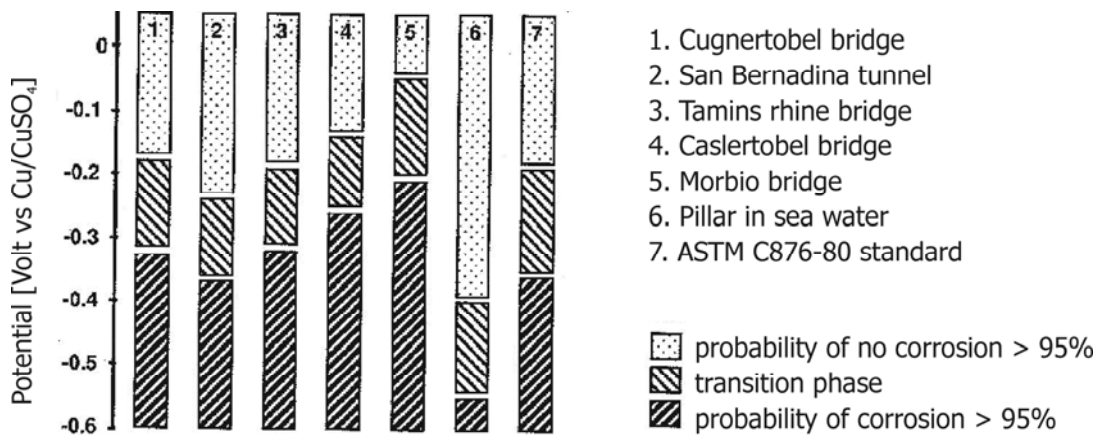 1 2 3 4 5 6 7
0
-0.1
-0.2
-0.3
-0.4
-0.5
-0.6
Potential [Volt vs Cu/CuSO₄]
1. Cugnertobel bridge
2. San Bernadina tunnel
3. Tamins rhine bridge
4. Caslertobel bridge
5. Morbio bridge
6. Pillar in sea water
7. ASTM C876-80 standard
probability of no corrosion > 95%
transition phase
probability of corrosion > 95%